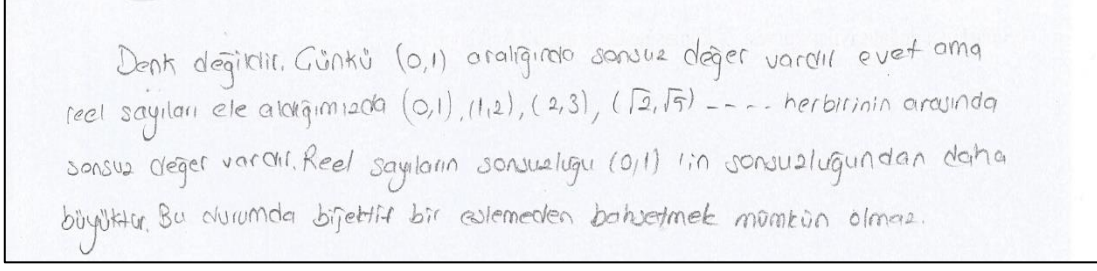 Denk değildir. Çünkü (0,1) aralığında sonsuz değer vardır evet ama
reel sayıları ele aldığımızda (0,1), (1,2), (2,3), (√2,√5) - - - - herbirinin arasında
sonsuz değer vardır. Reel sayıların sonsuzluğu (0,1) 'in sonsuzluğundan daha
büyüktür. Bu durumda bijektif bir eşlemeden bahsetmek mümkün olmaz.